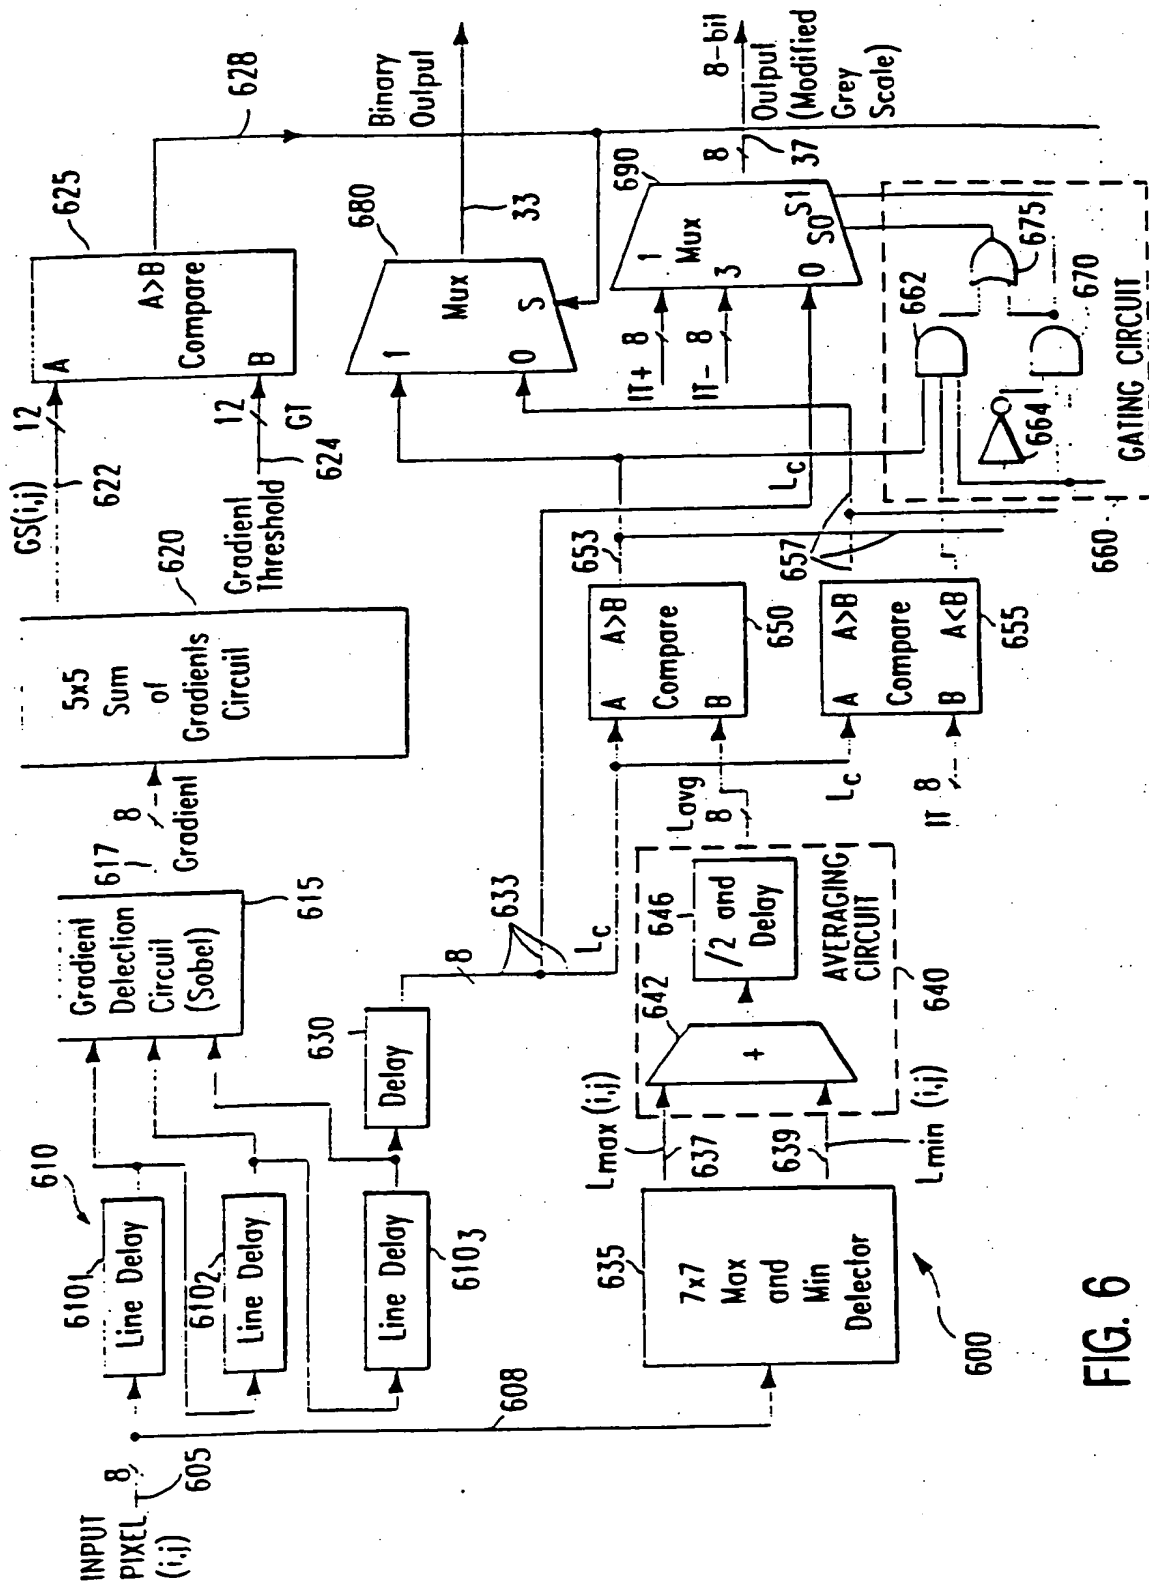 INPUT
PIXEL
(i,j)
8
605
608
610
610₁
Line Delay
610₂
Line Delay
610₃
Line Delay
Gradient
Detection
Circuit
(Sobel)
615
617
8
Gradient
5x5
Sum
of
Gradients
Circuit
620
GS(i,j)
12
622
Gradient
Threshold
12
GT
624
A
B
A>B
Compare
625
628
630
Delay
8
633
L_C
635
7x7
Max
and
Min
Detector
600
Lmax (i,j)
637
639
Lmin (i,j)
642
+
646
/2 and
Delay
AVERAGING
CIRCUIT
640
Lavg
8
L_C
IT 8
A
B
A>B
Compare
650
653
A
B
A>B
Compare
A<B
655
657
L_C
1
0
Mux
S
680
33
Binary
Output
IT+ 8
IT- 8
1
Mux
3
0
S0
S1
690
8
37
8-bit
Output
(Modified
Grey
Scale)
662
664
670
675
660
GATING CIRCUIT
FIG. 6